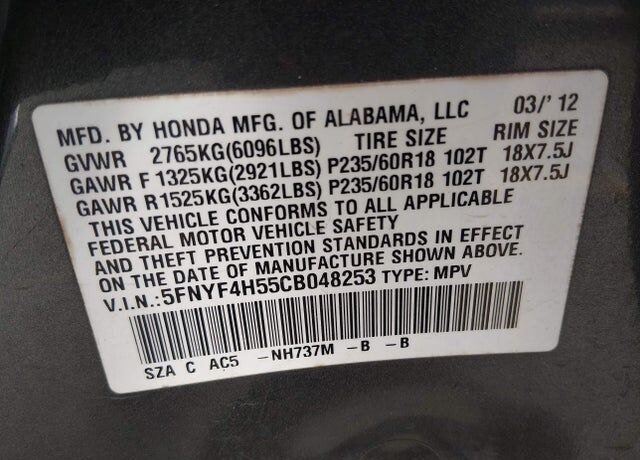 MFD. BY HONDA MFG. OF ALABAMA, LLC 03/' 12
GVWR 2765KG(6096LBS) TIRE SIZE RIM SIZE
GAWR F 1325KG(2921LBS) P235/60R18 102T 18X7.5J
GAWR R1525KG(3362LBS) P235/60R18 102T 18X7.5J
THIS VEHICLE CONFORMS TO ALL APPLICABLE
FEDERAL MOTOR VEHICLE SAFETY
AND THEFT PREVENTION STANDARDS IN EFFECT
ON THE DATE OF MANUFACTURE SHOWN ABOVE.
V.I.N.:5FNYF4H55CB048253 TYPE: MPV
SZA C AC5 -NH737M -B -B